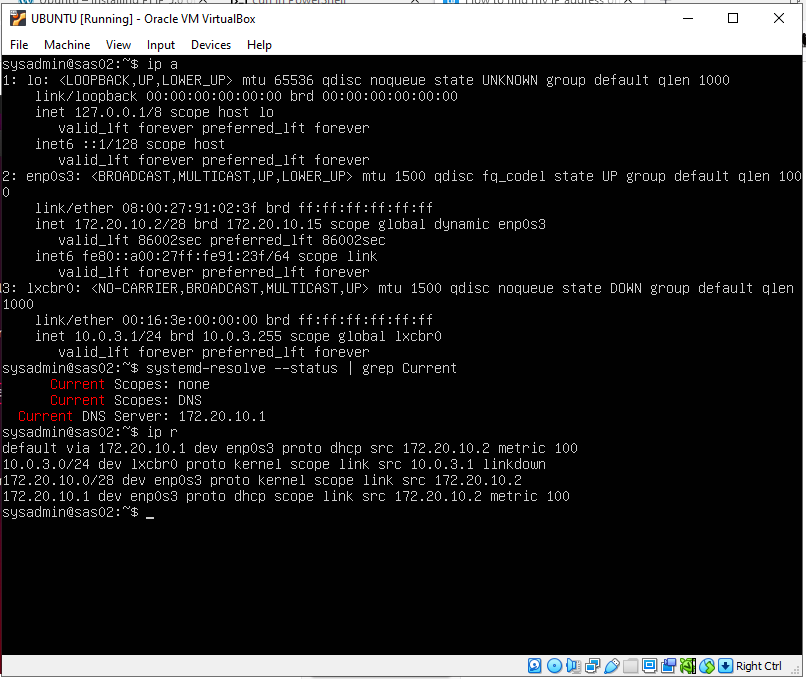 UBUNTU [Running] - Oracle VM VirtualBox
File Machine View Input Devices Help
sysadmin@sas02:~$ ip a
1: lo: <LOOPBACK,UP,LOWER_UP> mtu 65536 qdisc noqueue state UNKNOWN group default qlen 1000
    link/loopback 00:00:00:00:00:00 brd 00:00:00:00:00:00
    inet 127.0.0.1/8 scope host lo
       valid_lft forever preferred_lft forever
    inet6 ::1/128 scope host
       valid_lft forever preferred_lft forever
2: enp0s3: <BROADCAST,MULTICAST,UP,LOWER_UP> mtu 1500 qdisc fq_codel state UP group default qlen 100
0
    link/ether 08:00:27:91:02:3f brd ff:ff:ff:ff:ff:ff
    inet 172.20.10.2/28 brd 172.20.10.15 scope global dynamic enp0s3
       valid_lft 86002sec preferred_lft 86002sec
    inet6 fe80::a00:27ff:fe91:23f/64 scope link
       valid_lft forever preferred_lft forever
3: lxcbr0: <NO-CARRIER,BROADCAST,MULTICAST,UP> mtu 1500 qdisc noqueue state DOWN group default qlen
1000
    link/ether 00:16:3e:00:00:00 brd ff:ff:ff:ff:ff:ff
    inet 10.0.3.1/24 brd 10.0.3.255 scope global lxcbr0
       valid_lft forever preferred_lft forever
sysadmin@sas02:~$ systemd-resolve --status | grep Current
      Current Scopes: none
      Current Scopes: DNS
  Current DNS Server: 172.20.10.1
sysadmin@sas02:~$ ip r
default via 172.20.10.1 dev enp0s3 proto dhcp src 172.20.10.2 metric 100
10.0.3.0/24 dev lxcbr0 proto kernel scope link src 10.0.3.1 linkdown
172.20.10.0/28 dev enp0s3 proto kernel scope link src 172.20.10.2
172.20.10.1 dev enp0s3 proto dhcp scope link src 172.20.10.2 metric 100
sysadmin@sas02:~$ _
Right Ctrl